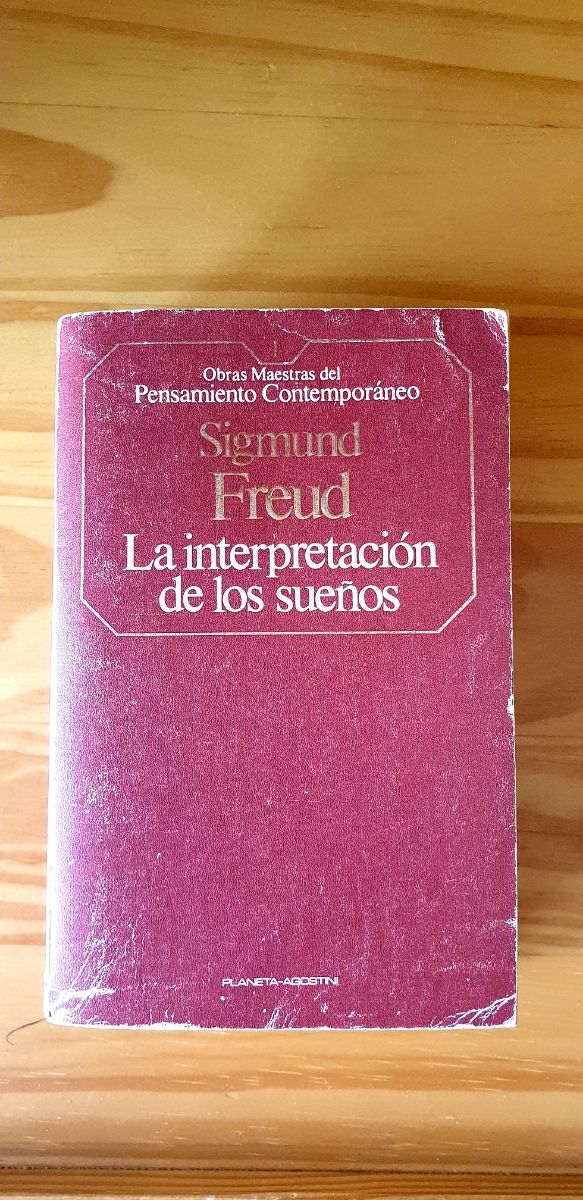 1
Obras Maestras del
Pensamiento Contemporáneo
Sigmund
Freud
La interpretación
de los sueños
PLANETA-AGOSTINI